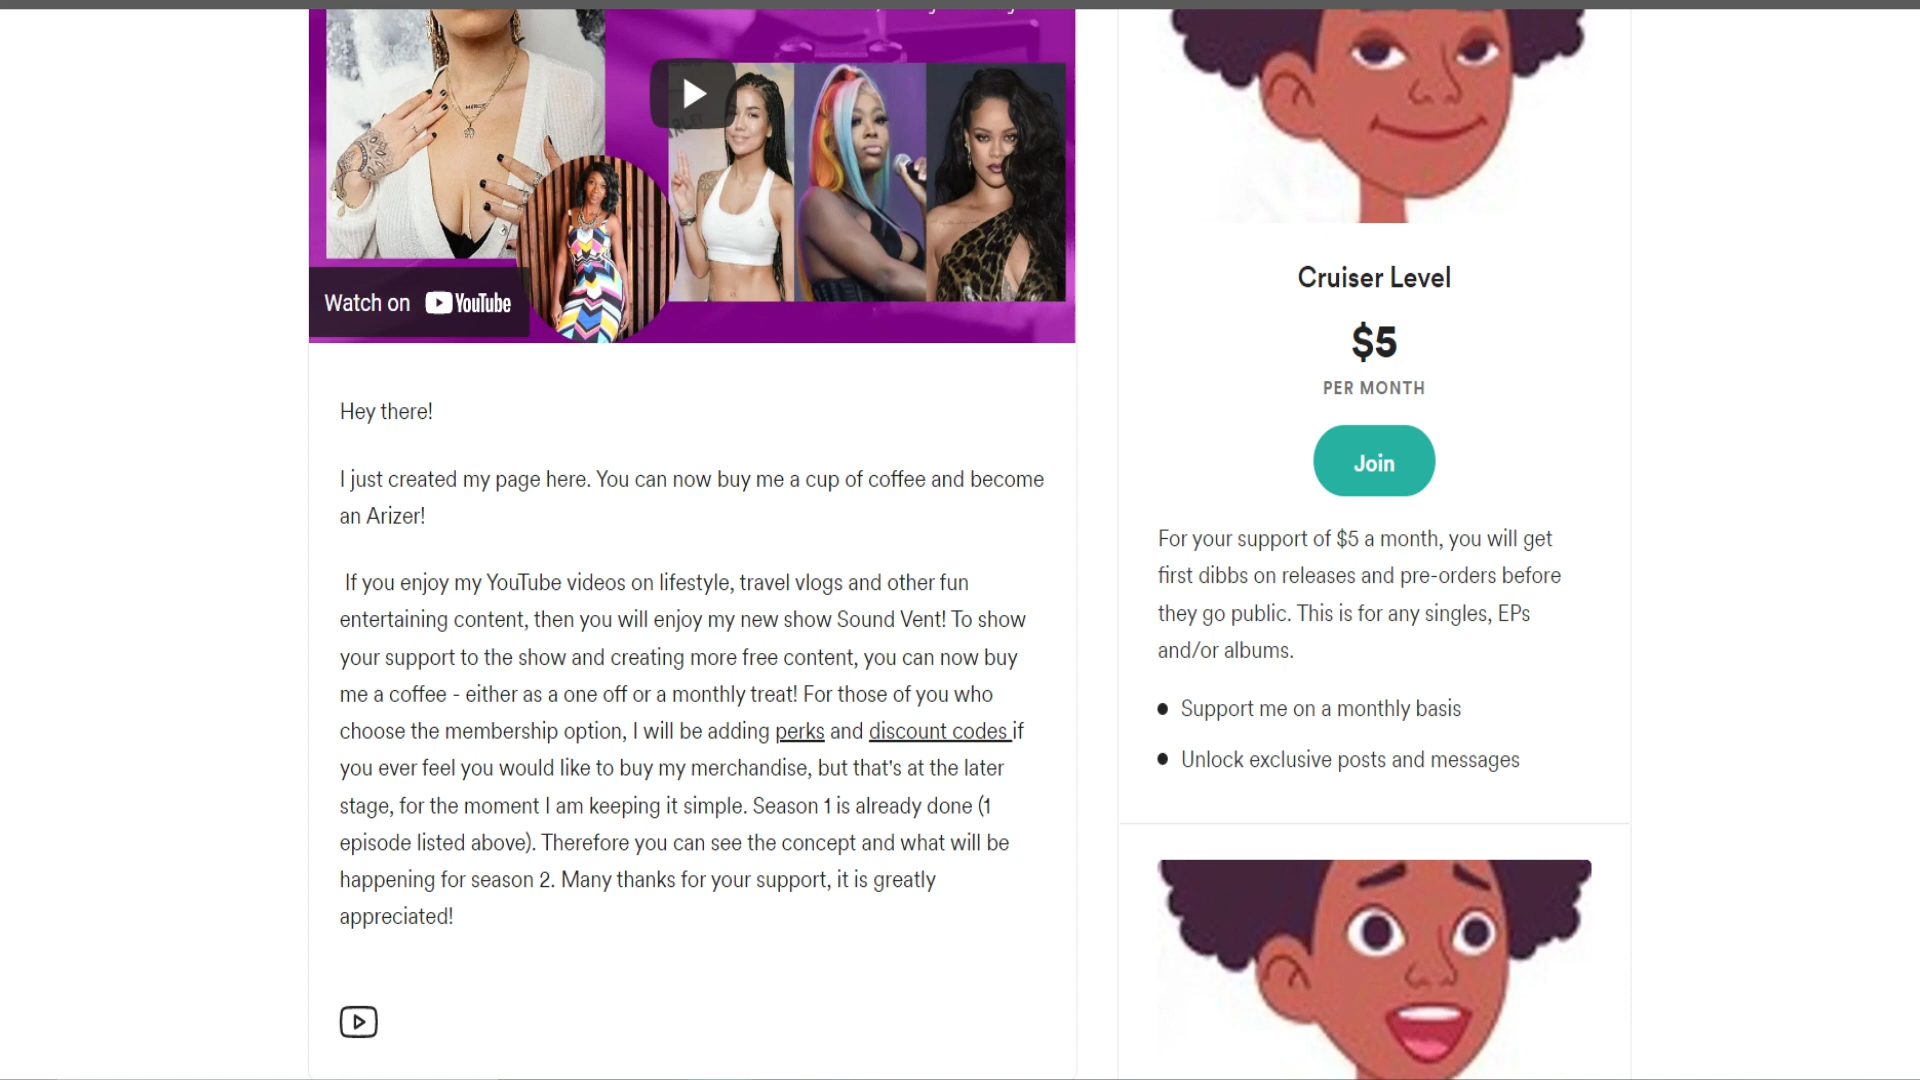 Watch on YouTube
Hey there!
I just created my page here. You can now buy me a cup of coffee and become
an Arizer!
If you enjoy my YouTube videos on lifestyle, travel vlogs and other fun
entertaining content, then you will enjoy my new show Sound Vent! To show
your support to the show and creating more free content, you can now buy
me a coffee - either as a one off or a monthly treat! For those of you who
choose the membership option, I will be adding perks and discount codes if
you ever feel you would like to buy my merchandise, but that's at the later
stage, for the moment I am keeping it simple. Season 1 is already done (1
episode listed above). Therefore you can see the concept and what will be
happening for season 2. Many thanks for your support, it is greatly
appreciated!
Cruiser Level
$5
PER MONTH
Join
For your support of $5 a month, you will get
first dibbs on releases and pre-orders before
they go public. This is for any singles, EPs
and/or albums.
● Support me on a monthly basis
● Unlock exclusive posts and messages